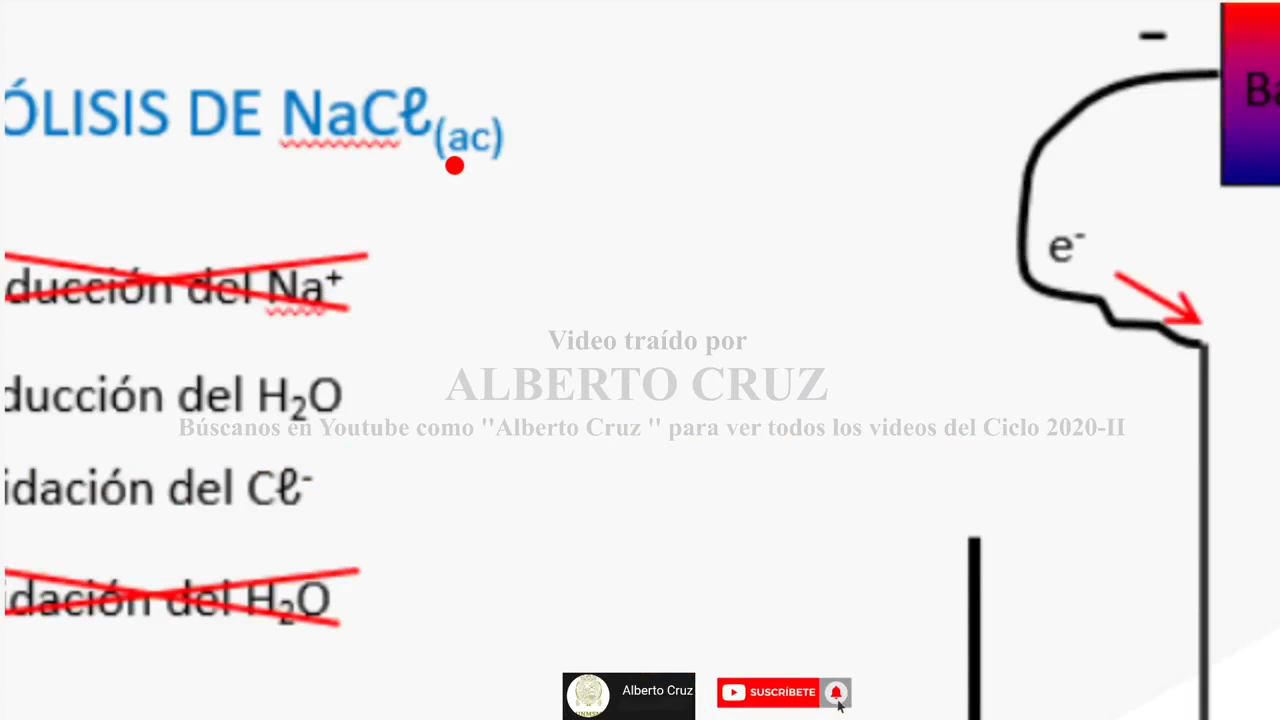 ÓLISIS DE NaCℓ(ac)
-
Ba
e⁻
ducción del Na⁺
ducción del H₂O
idación del Cℓ⁻
idación del H₂O
Video traído por
ALBERTO CRUZ
Búscanos en Youtube como "Alberto Cruz " para ver todos los videos del Ciclo 2020-II
Alberto Cruz
UNMSM
SUSCRÍBETE